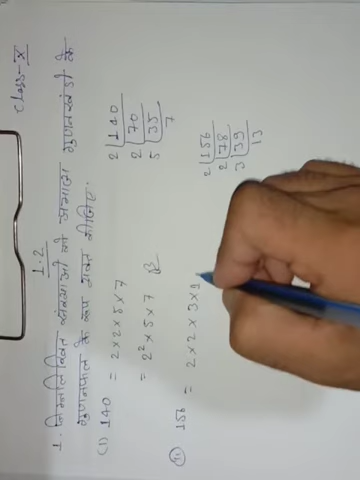 Class-X
1.2
1. निम्नलिखित संख्याओं को अभाज्य गुणनखंडों के
गुणनफल के रूप व्यक्त कीजिए:
(i) 140
= 2×2×5×7
= 2²×5×7
2 140
2 70
5 35
7
(ii) 156
= 2×2×3×1
2 156
2 78
3 39
13